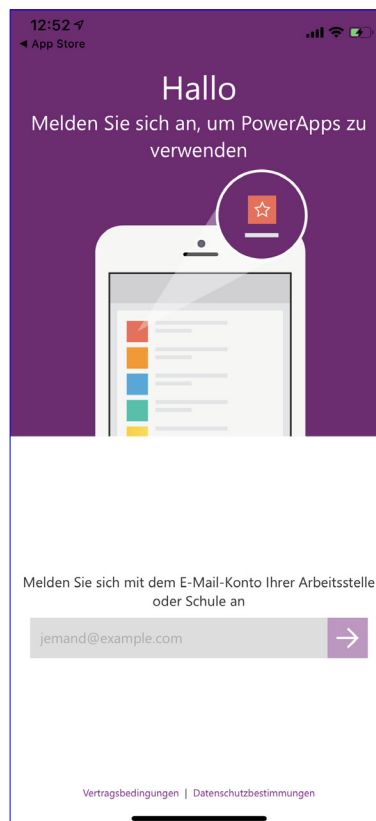 12:52
◀ App Store
Hallo
Melden Sie sich an, um PowerApps zu
verwenden
Melden Sie sich mit dem E-Mail-Konto Ihrer Arbeitsstelle
oder Schule an
jemand@example.com
Vertragsbedingungen | Datenschutzbestimmungen